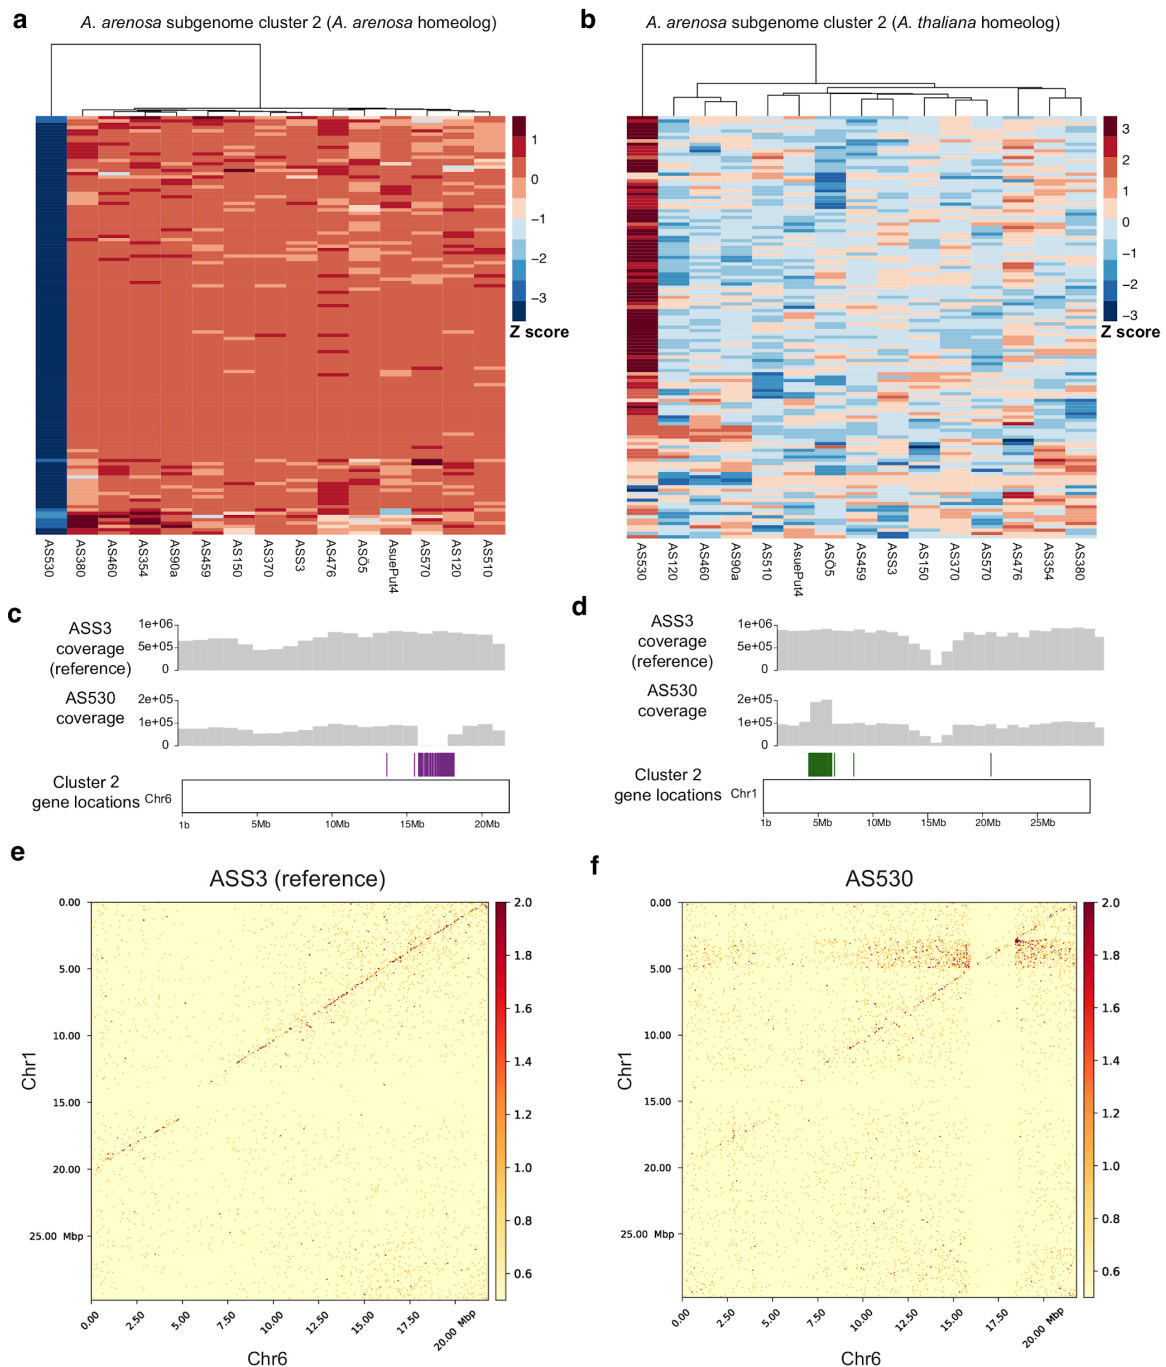 a
A. arenosa subgenome cluster 2 (A. arenosa homeolog)
1
0
−1
−2
−3
Z score
AS530
AS380
AS460
AS354
AS90a
AS459
AS150
AS370
ASS3
AS476
ASÖ5
AsuePut4
AS570
AS120
AS510
b
A. arenosa subgenome cluster 2 (A. thaliana homeolog)
3
2
1
0
−1
−2
−3
Z score
AS530
AS120
AS460
AS90a
AS510
AsuePut4
ASÖ5
AS459
ASS3
AS150
AS370
AS570
AS476
AS354
AS380
c
ASS3
coverage
(reference)
1e+06
5e+05
0
AS530
coverage
2e+05
1e+05
0
Cluster 2
gene locations
Chr6
1b
5Mb
10Mb
15Mb
20Mb
d
ASS3
coverage
(reference)
1e+06
5e+05
0
AS530
coverage
2e+05
1e+05
0
Cluster 2
gene locations
Chr1
1b
5Mb
10Mb
15Mb
20Mb
25Mb
e
ASS3 (reference)
Chr1
0.00
5.00
10.00
15.00
20.00
25.00 Mbp
0.00
2.50
5.00
7.50
10.00
12.50
15.00
17.50
20.00 Mbp
Chr6
2.0
1.8
1.6
1.4
1.2
1.0
0.8
0.6
f
AS530
Chr1
0.00
5.00
10.00
15.00
20.00
25.00 Mbp
0.00
2.50
5.00
7.50
10.00
12.50
15.00
17.50
20.00 Mbp
Chr6
2.0
1.8
1.6
1.4
1.2
1.0
0.8
0.6